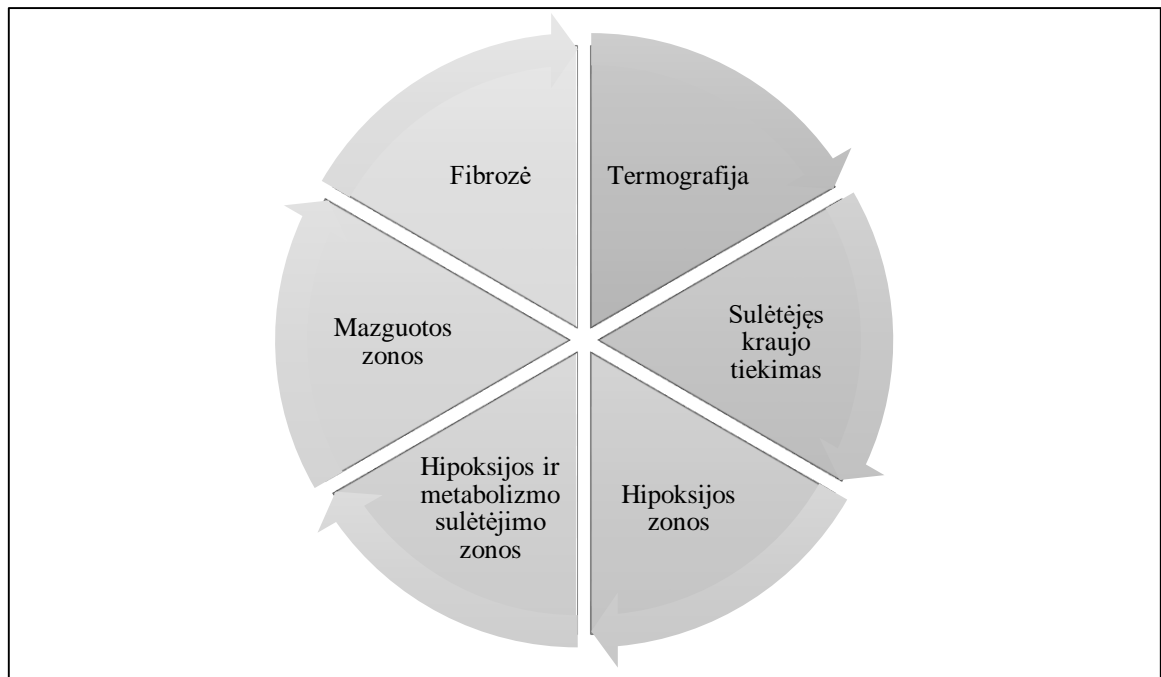 Fibrozė
Termografija
Sulėtėjęs
kraujo
tiekimas
Mazguotos
zonos
Hipoksijos ir
metabolizmo
sulėtėjimo
zonos
Hipoksijos
zonos